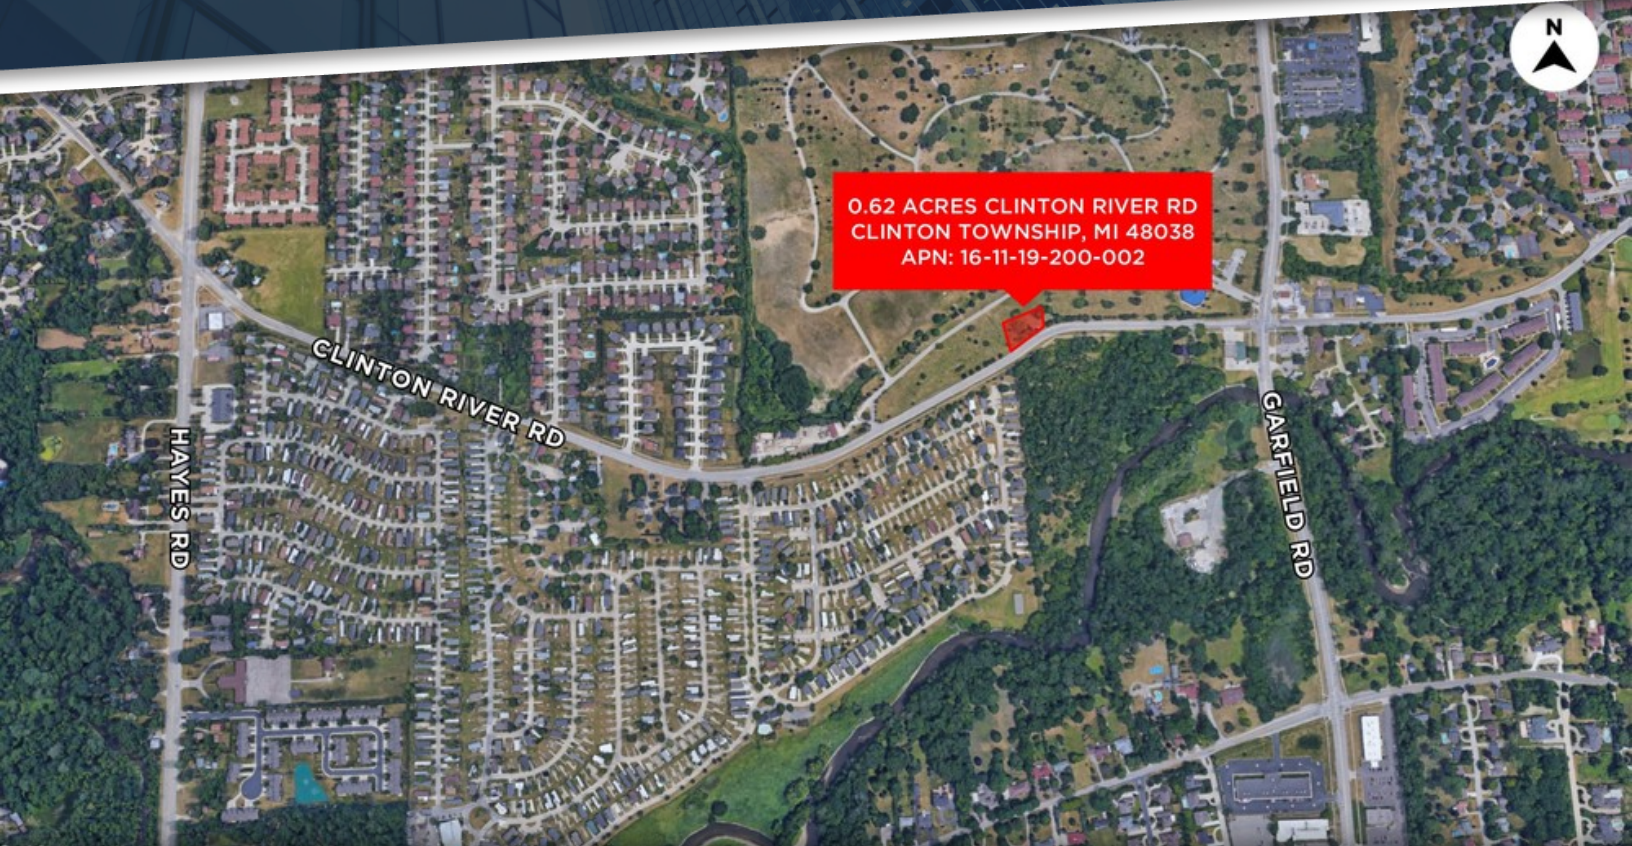 N
0.62 ACRES CLINTON RIVER RD
CLINTON TOWNSHIP, MI 48038
APN: 16-11-19-200-002
CLINTON RIVER RD
HAYES RD
GARFIELD RD